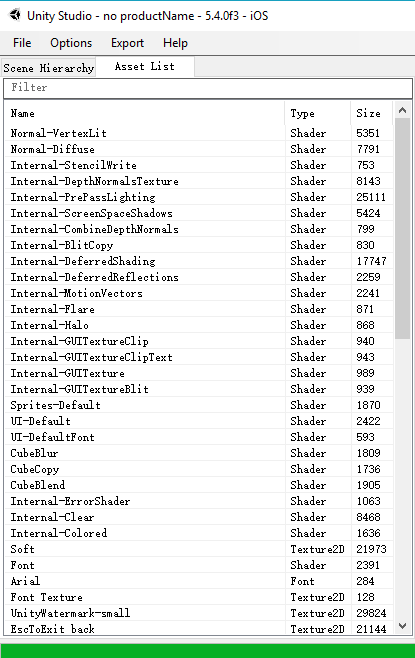 Unity Studio - no productName - 5.4.0f3 - iOS
File Options Export Help
Scene Hierarchy Asset List
Filter
Name Type Size
Normal-VertexLit Shader 5351
Normal-Diffuse Shader 7791
Internal-StencilWrite Shader 753
Internal-DepthNormalsTexture Shader 8143
Internal-PrePassLighting Shader 25111
Internal-ScreenSpaceShadows Shader 5424
Internal-CombineDepthNormals Shader 799
Internal-BlitCopy Shader 830
Internal-DeferredShading Shader 17747
Internal-DeferredReflections Shader 2259
Internal-MotionVectors Shader 2241
Internal-Flare Shader 871
Internal-Halo Shader 868
Internal-GUITextureClip Shader 940
Internal-GUITextureClipText Shader 943
Internal-GUITexture Shader 989
Internal-GUITextureBlit Shader 939
Sprites-Default Shader 1870
UI-Default Shader 2422
UI-DefaultFont Shader 593
CubeBlur Shader 1809
CubeCopy Shader 1736
CubeBlend Shader 1905
Internal-ErrorShader Shader 1063
Internal-Clear Shader 8468
Internal-Colored Shader 1636
Soft Texture2D 21973
Font Shader 2391
Arial Font 284
Font Texture Texture2D 128
UnityWatermark-small Texture2D 29824
EscToExit_back Texture2D 21144